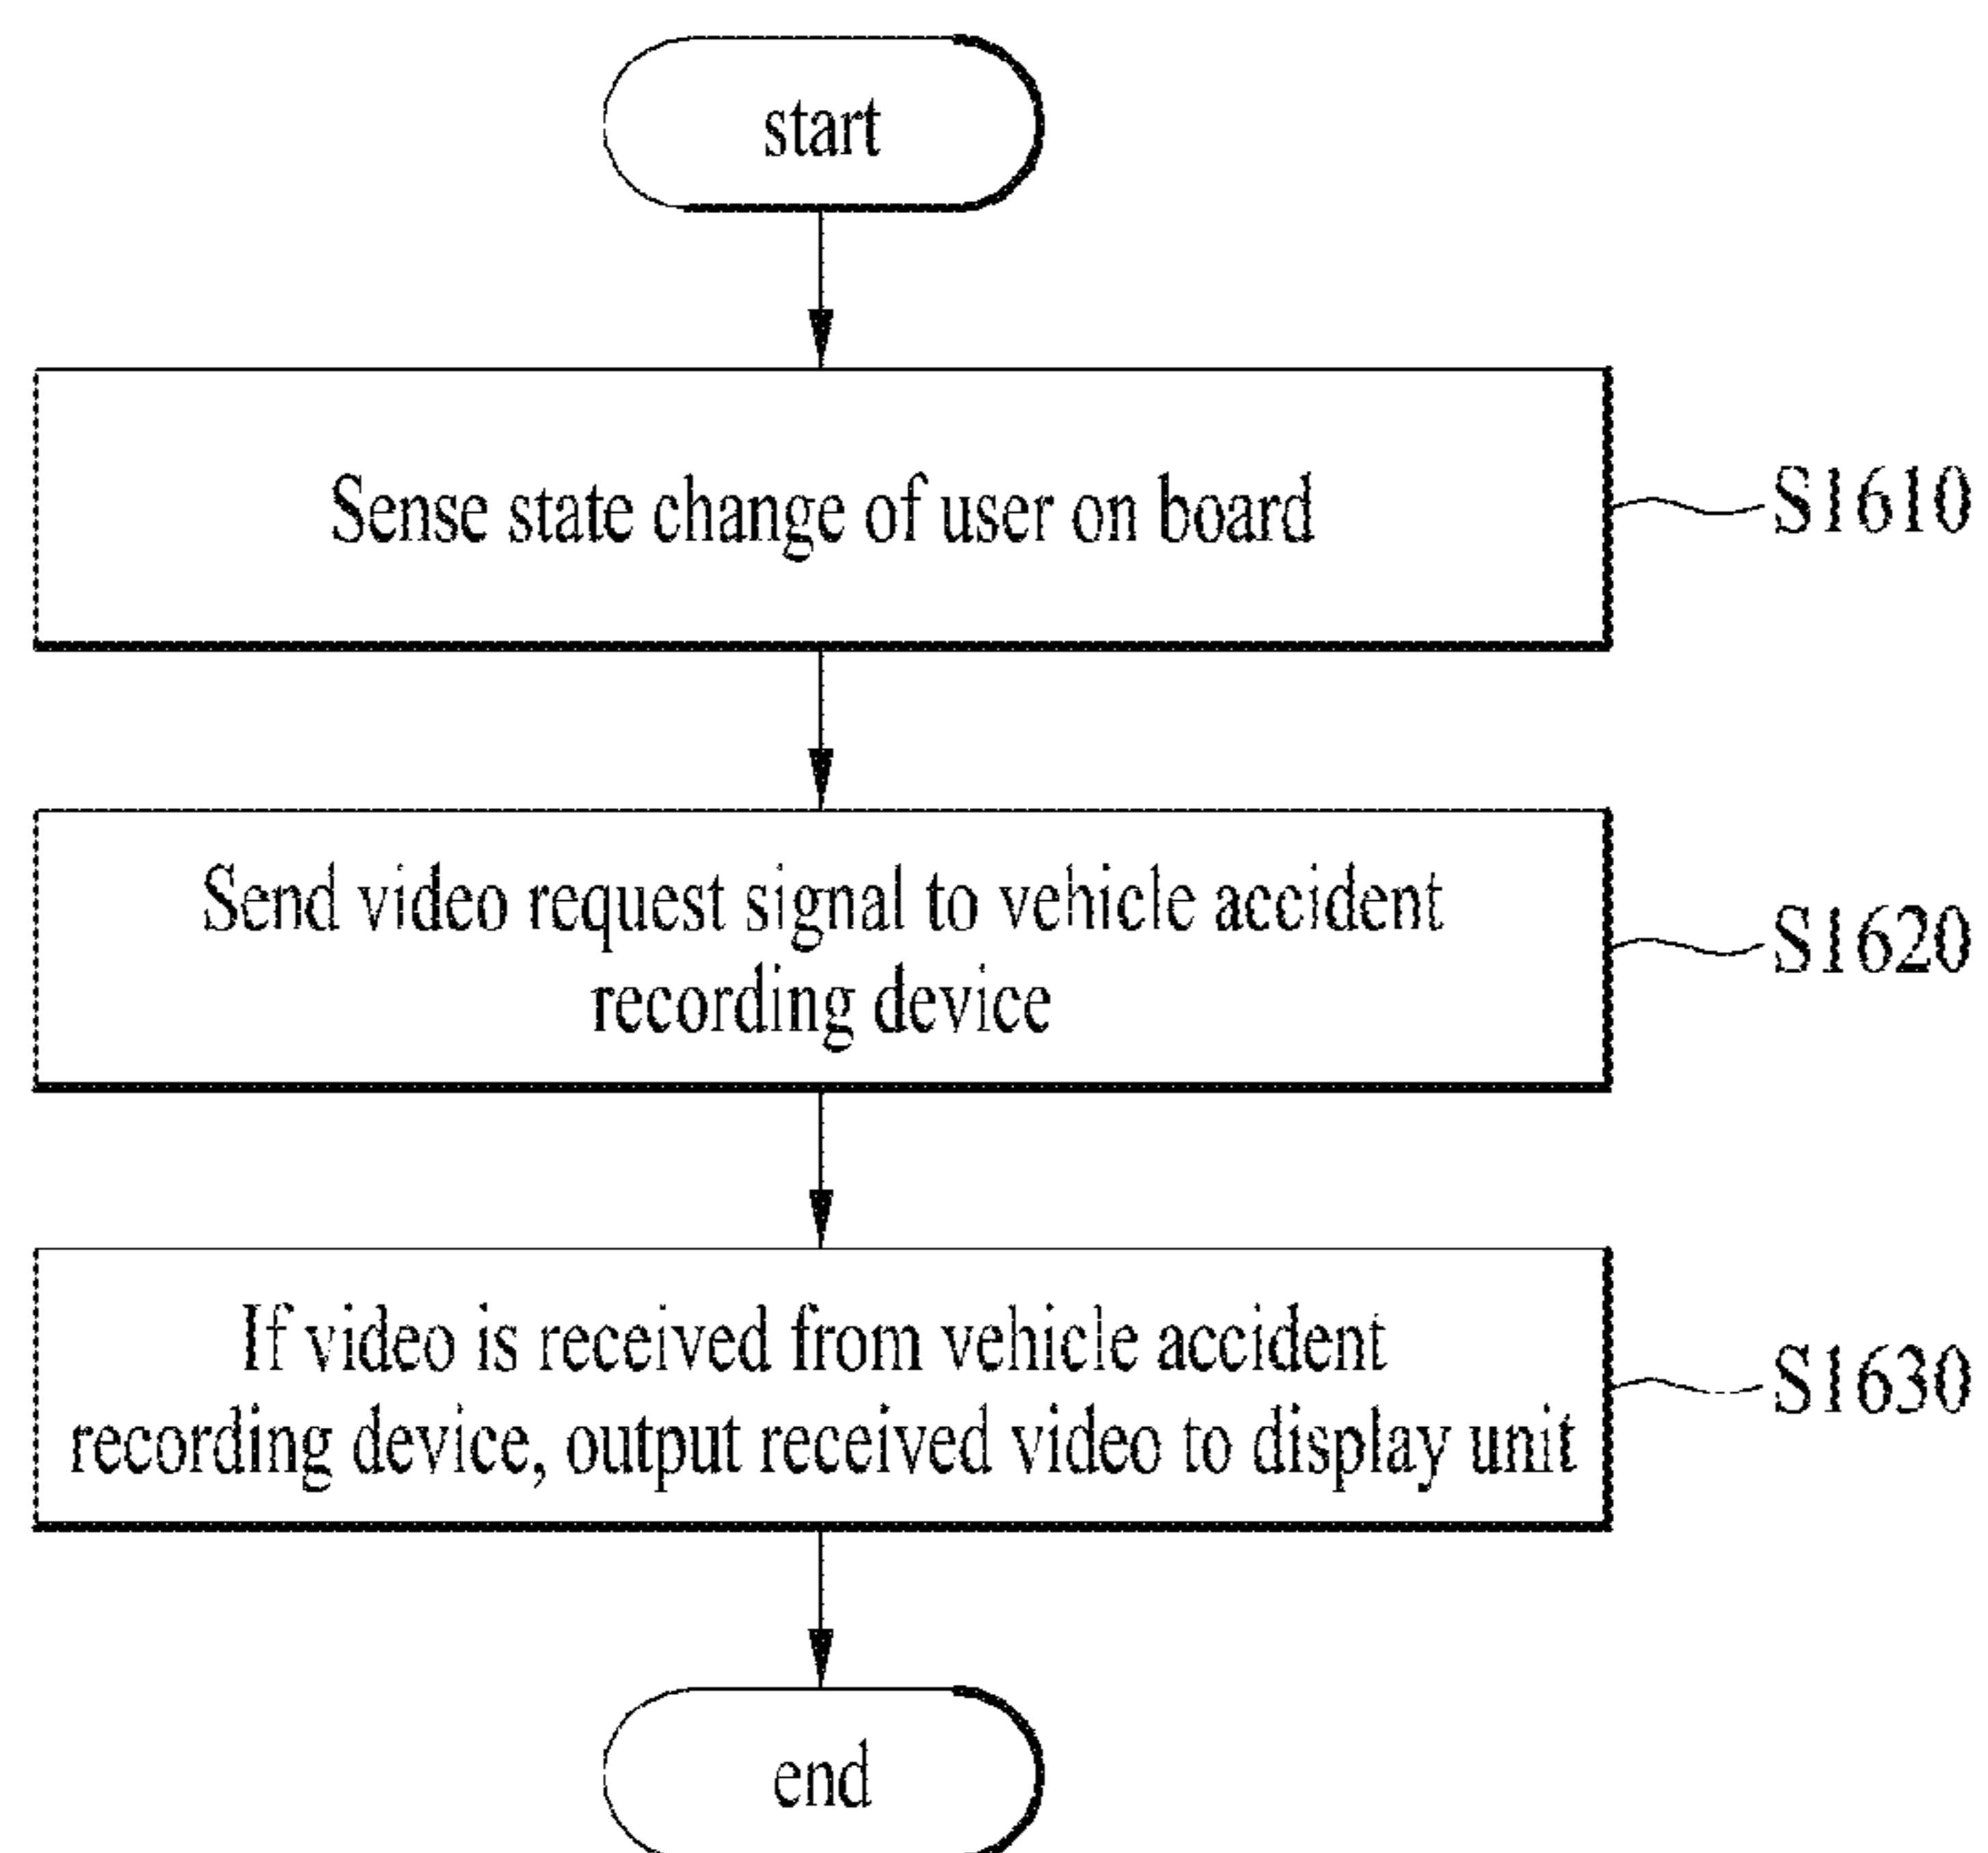 start
Sense state change of user on board
S1610
Send video request signal to vehicle accident
recording device
S1620
If video is received from vehicle accident
recording device, output received video to display unit
S1630
end